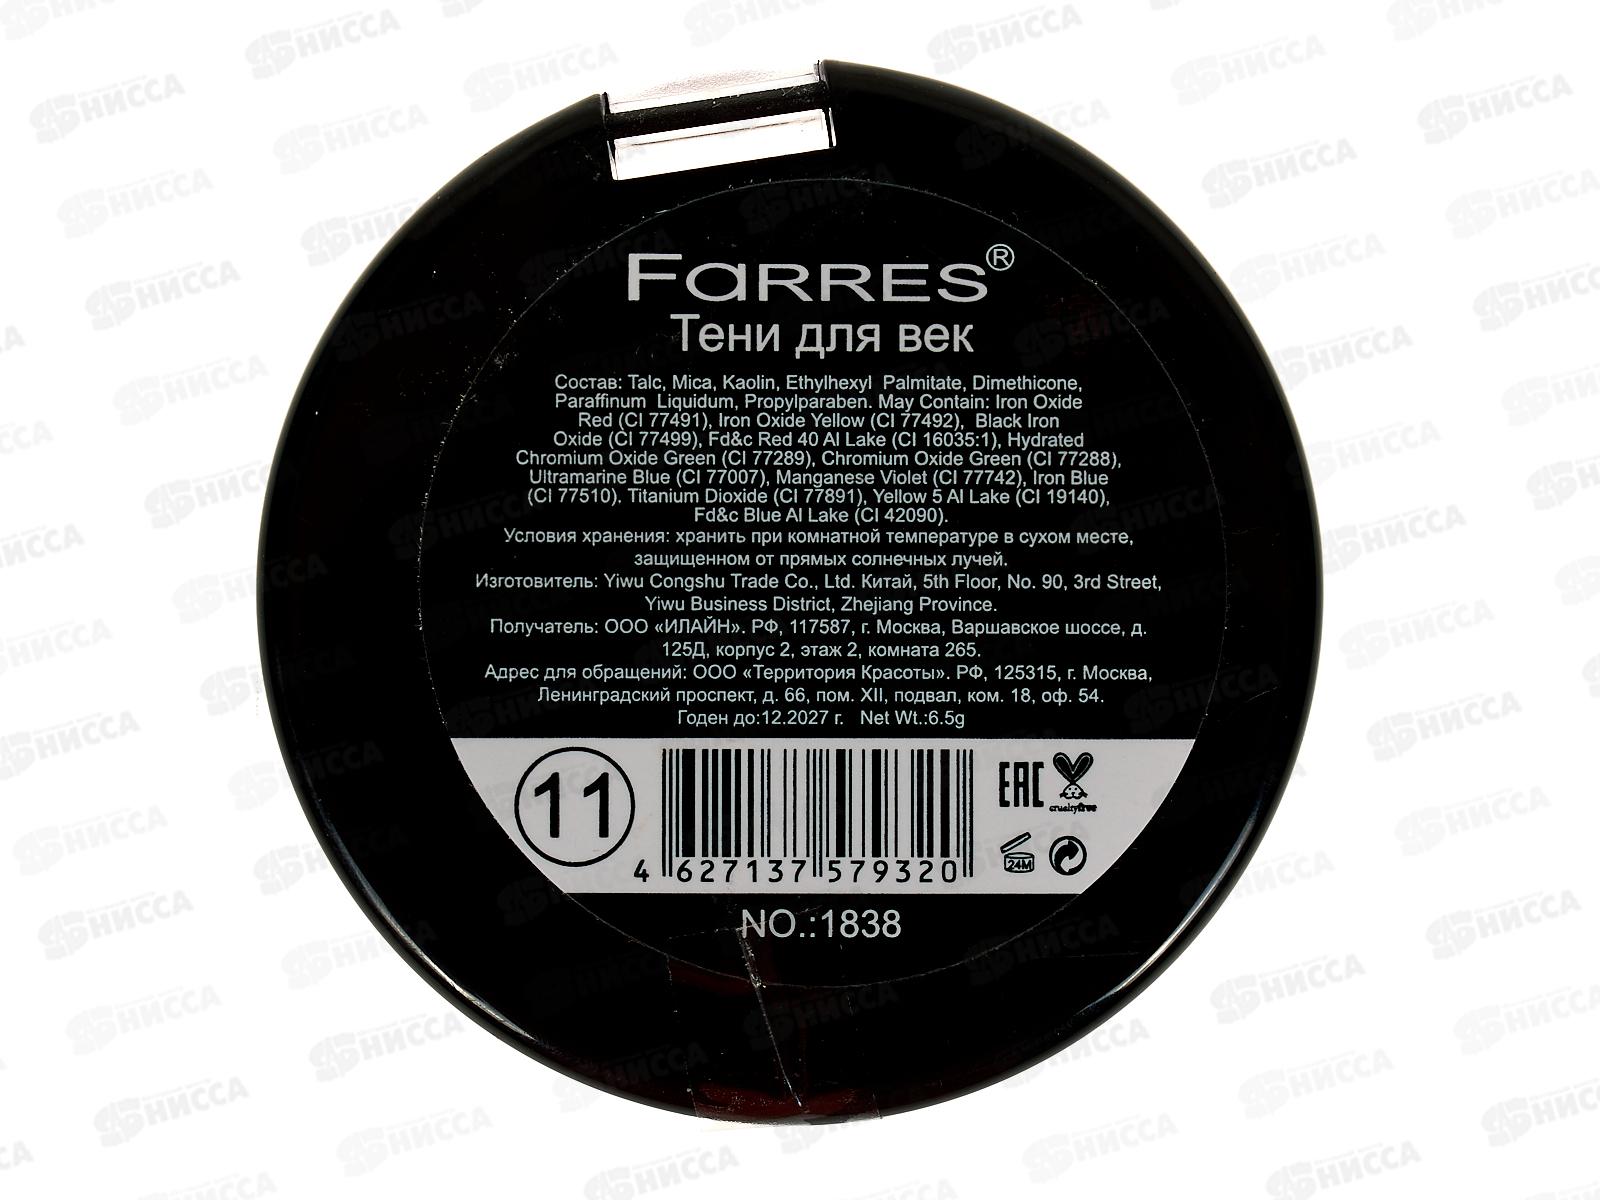 FARRES®
Тени для век
Состав: Talc, Mica, Kaolin, Ethylhexyl Palmitate, Dimethicone,
Paraffinum Liquidum, Propylparaben. May Contain: Iron Oxide
Red (CI 77491), Iron Oxide Yellow (CI 77492), Black Iron
Oxide (CI 77499), Fd&c Red 40 Al Lake (CI 16035:1), Hydrated
Chromium Oxide Green (CI 77289), Chromium Oxide Green (CI 77288),
Ultramarine Blue (CI 77007), Manganese Violet (CI 77742), Iron Blue
(CI 77510), Titanium Dioxide (CI 77891), Yellow 5 Al Lake (CI 19140),
Fd&c Blue Al Lake (CI 42090).
Условия хранения: хранить при комнатной температуре в сухом месте,
защищенном от прямых солнечных лучей.
Изготовитель: Yiwu Congshu Trade Co., Ltd. Китай, 5th Floor, No. 90, 3rd Street,
Yiwu Business District, Zhejiang Province.
Получатель: ООО «ИЛАЙН». РФ, 117587, г. Москва, Варшавское шоссе, д.
125Д, корпус 2, этаж 2, комната 265.
Адрес для обращений: ООО «Территория Красоты». РФ, 125315, г. Москва,
Ленинградский проспект, д. 66, пом. XII, подвал, ком. 18, оф. 54.
Годен до:12.2027 г. Net Wt.:6.5g
11
EAC
crueltyfree
24M
4 627137 579320
NO.:1838
НИССА